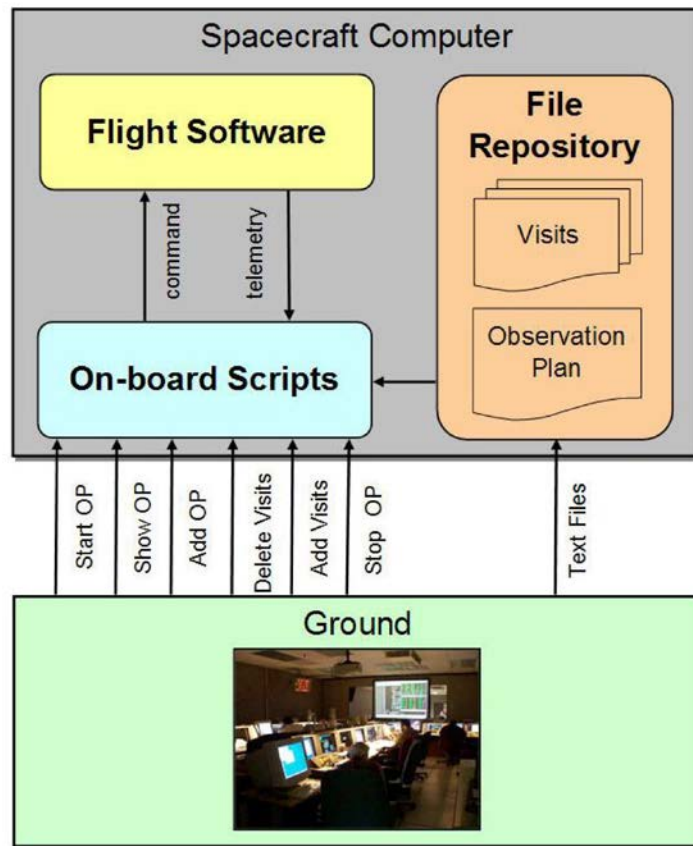 Spacecraft Computer
Flight Software
File
Repository
Visits
Observation
Plan
command
telemetry
On-board Scripts
Start OP
Show OP
Add OP
Delete Visits
Add Visits
Stop OP
Text Files
Ground